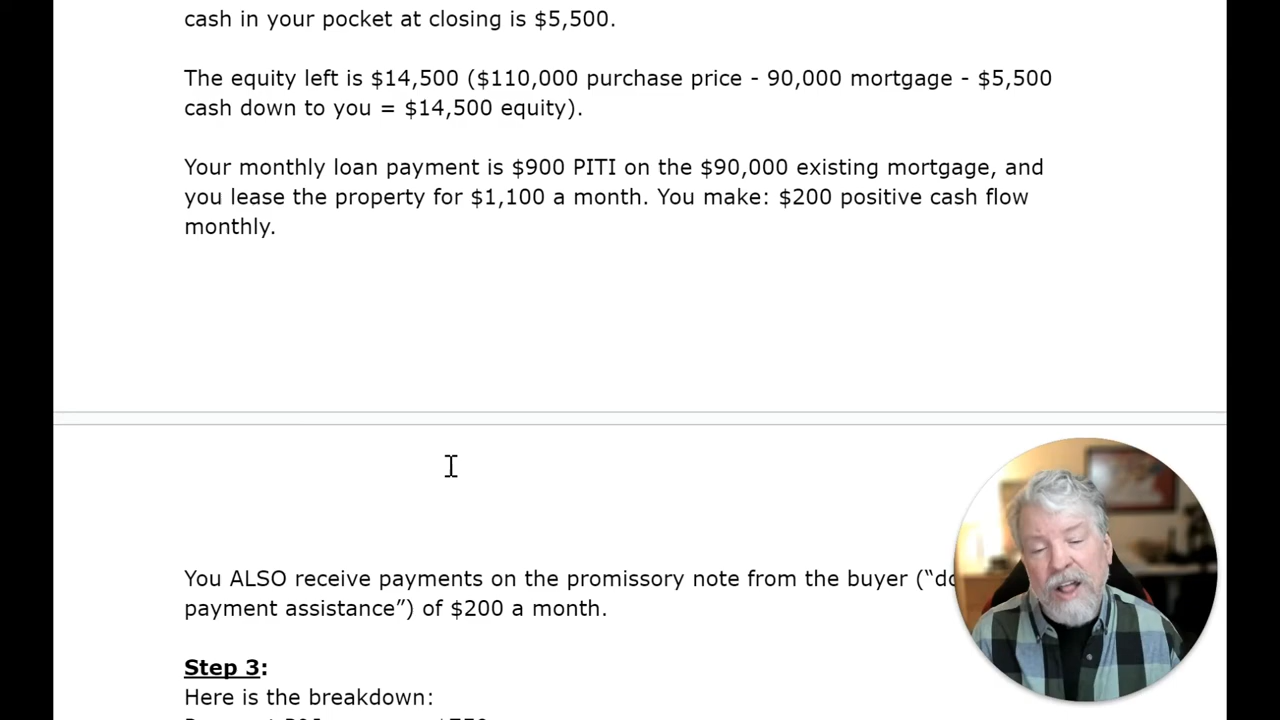 cash in your pocket at closing is $5,500.
The equity left is $14,500 ($110,000 purchase price - 90,000 mortgage - $5,500
cash down to you = $14,500 equity).
Your monthly loan payment is $900 PITI on the $90,000 existing mortgage, and
you lease the property for $1,100 a month. You make: $200 positive cash flow
monthly.
You ALSO receive payments on the promissory note from the buyer (“do
payment assistance”) of $200 a month.
Step 3:
Here is the breakdown: